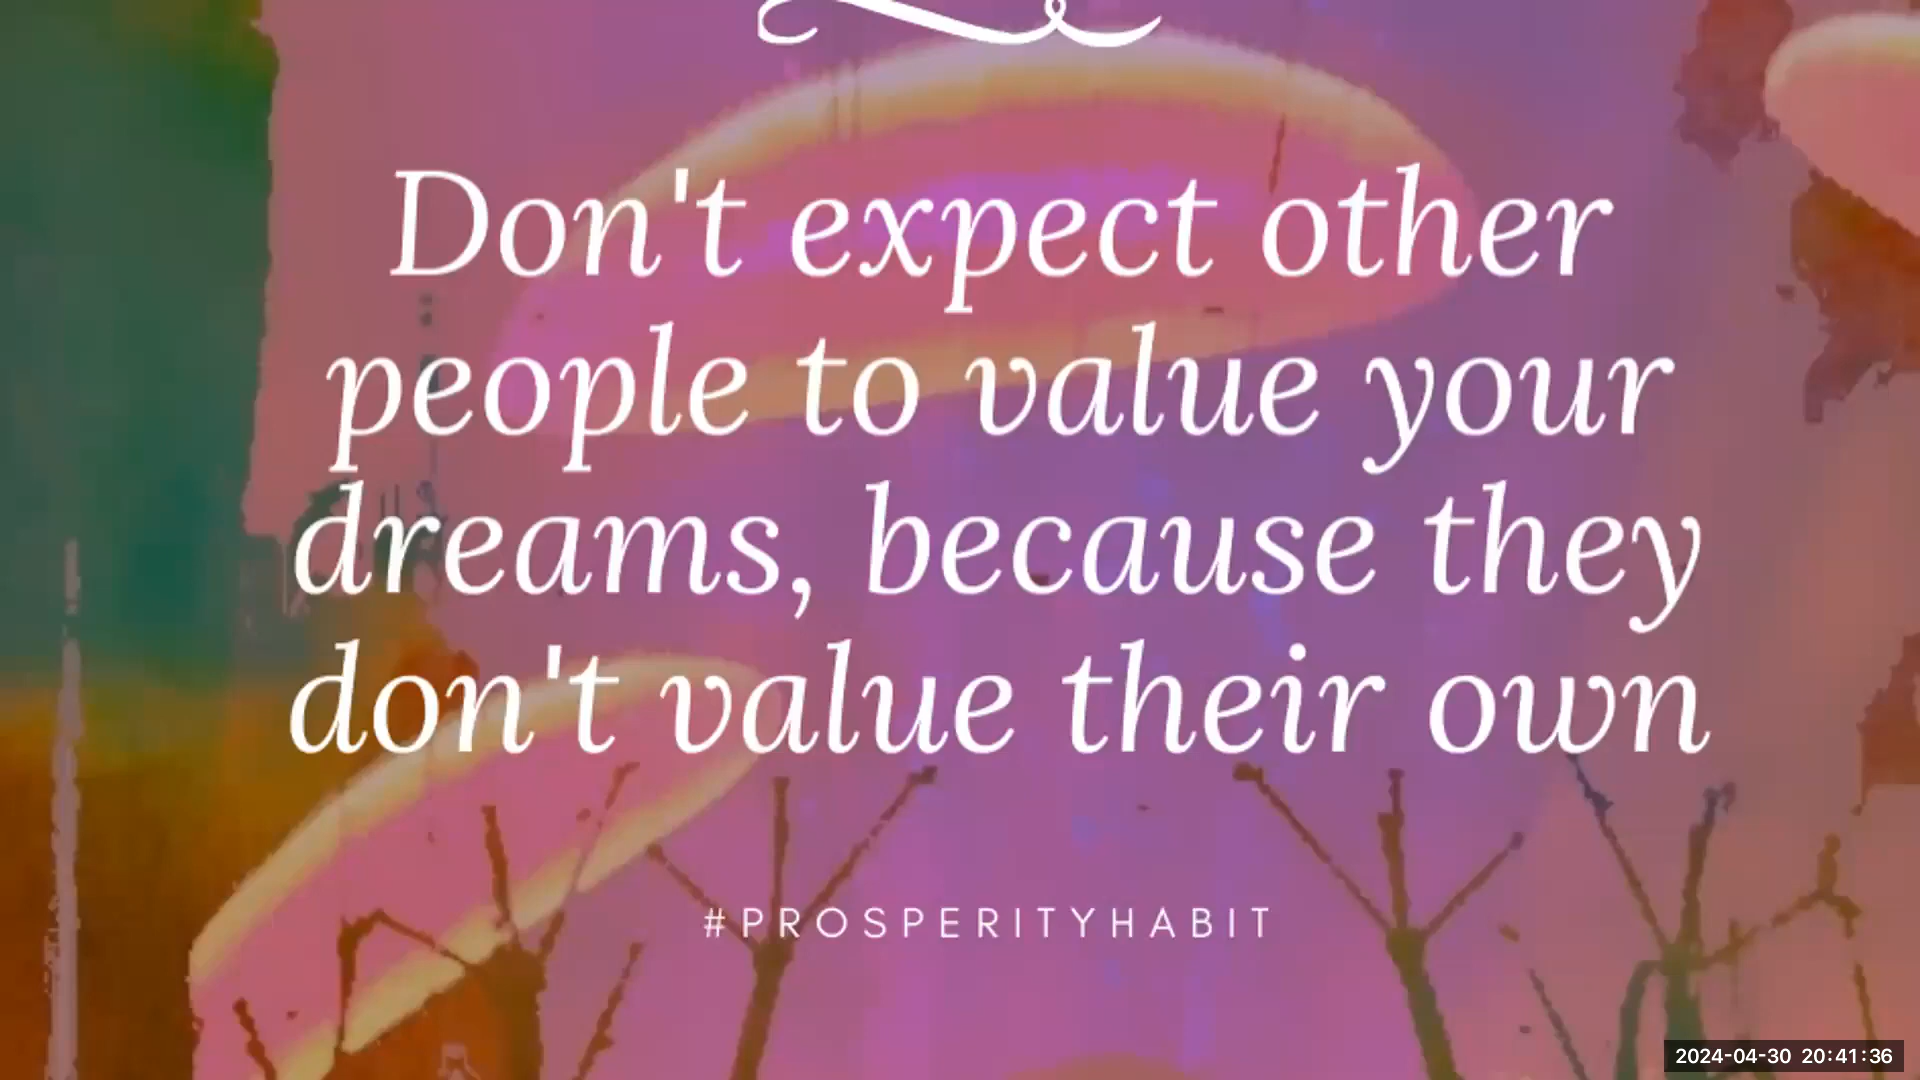 Don't expect other
people to value your
dreams, because they
don't value their own
#PROSPERITYHABIT
2024-04-30 20:41:36